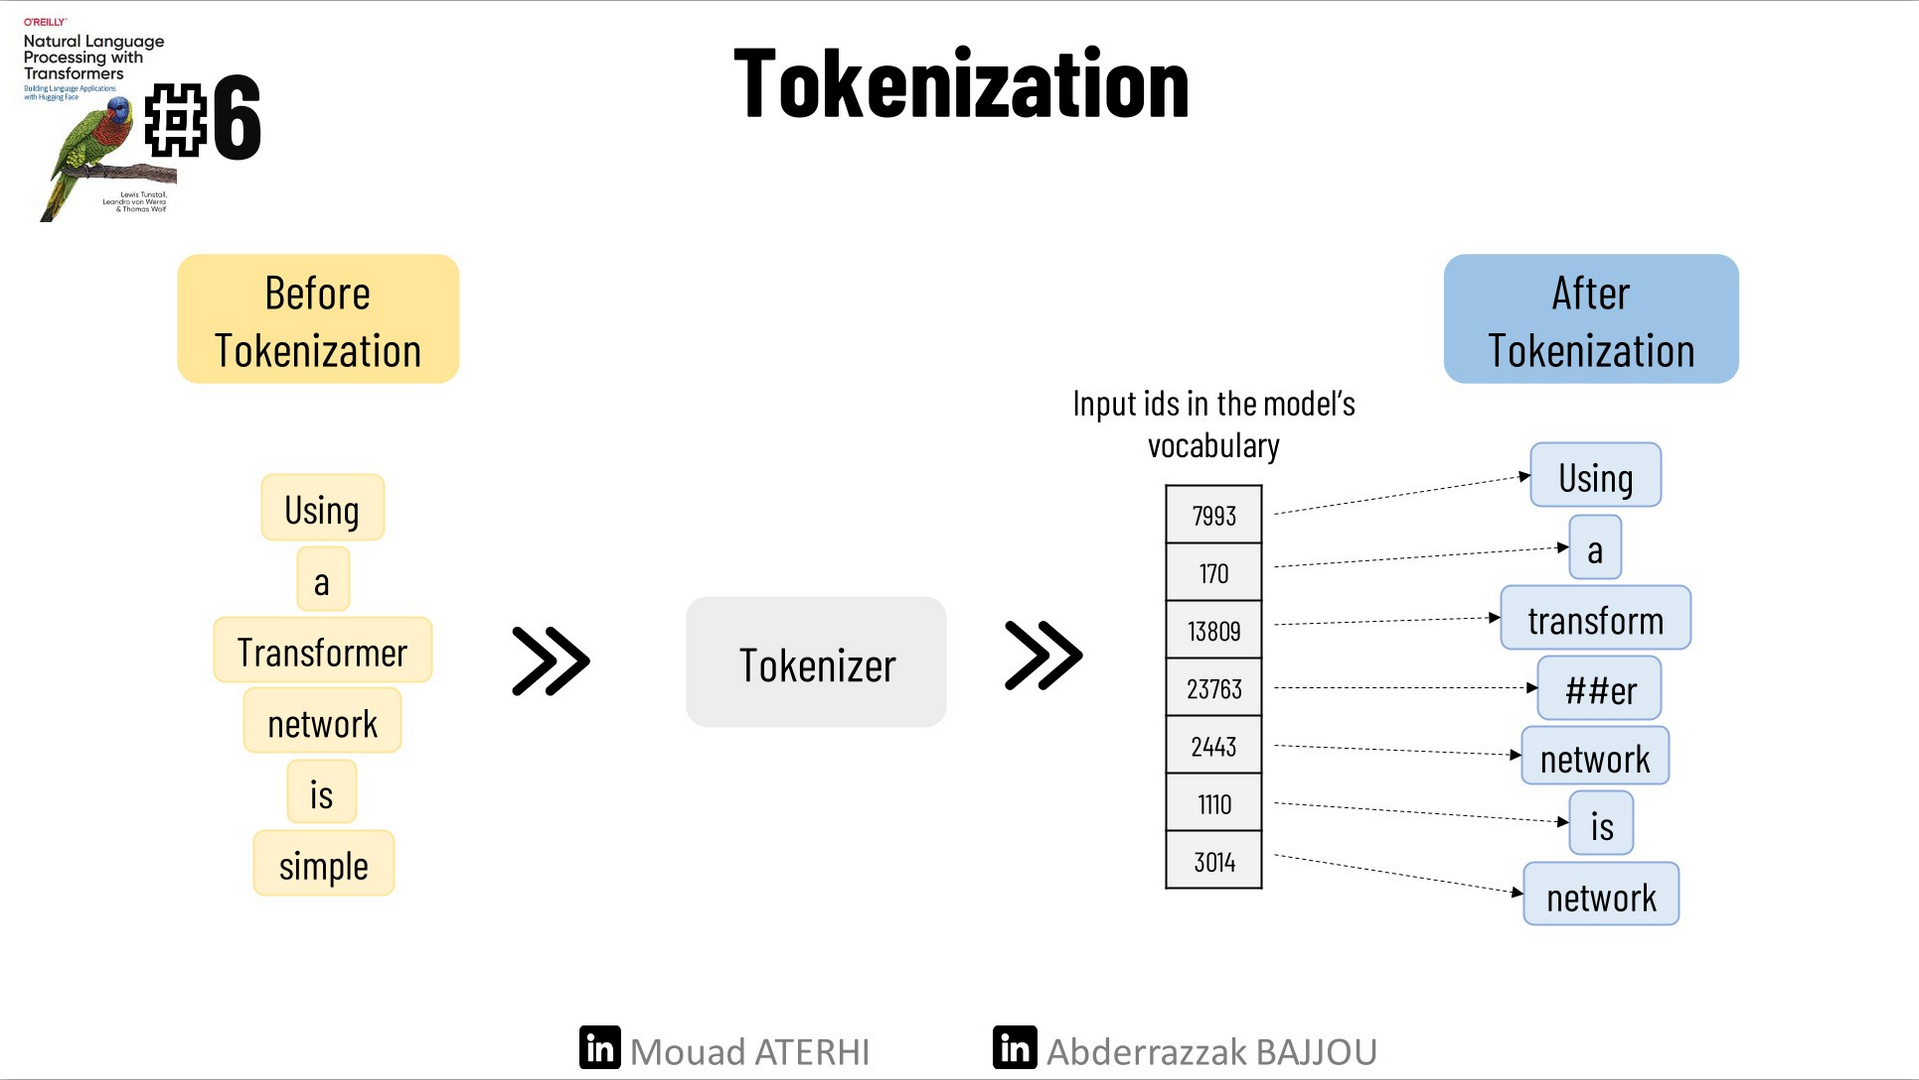 O'REILLY®
Natural Language
Processing with
Transformers
Building Language Applications
with Hugging Face
Lewis Tunstall,
Leandro von Werra
& Thomas Wolf
#6
Tokenization
Before
Tokenization
Using
a
Transformer
network
is
simple
Tokenizer
Input ids in the model's
vocabulary
7993
170
13809
23763
2443
1110
3014
After
Tokenization
Using
a
transform
##er
network
is
network
in Mouad ATERHI
in Abderrazzak BAJJOU